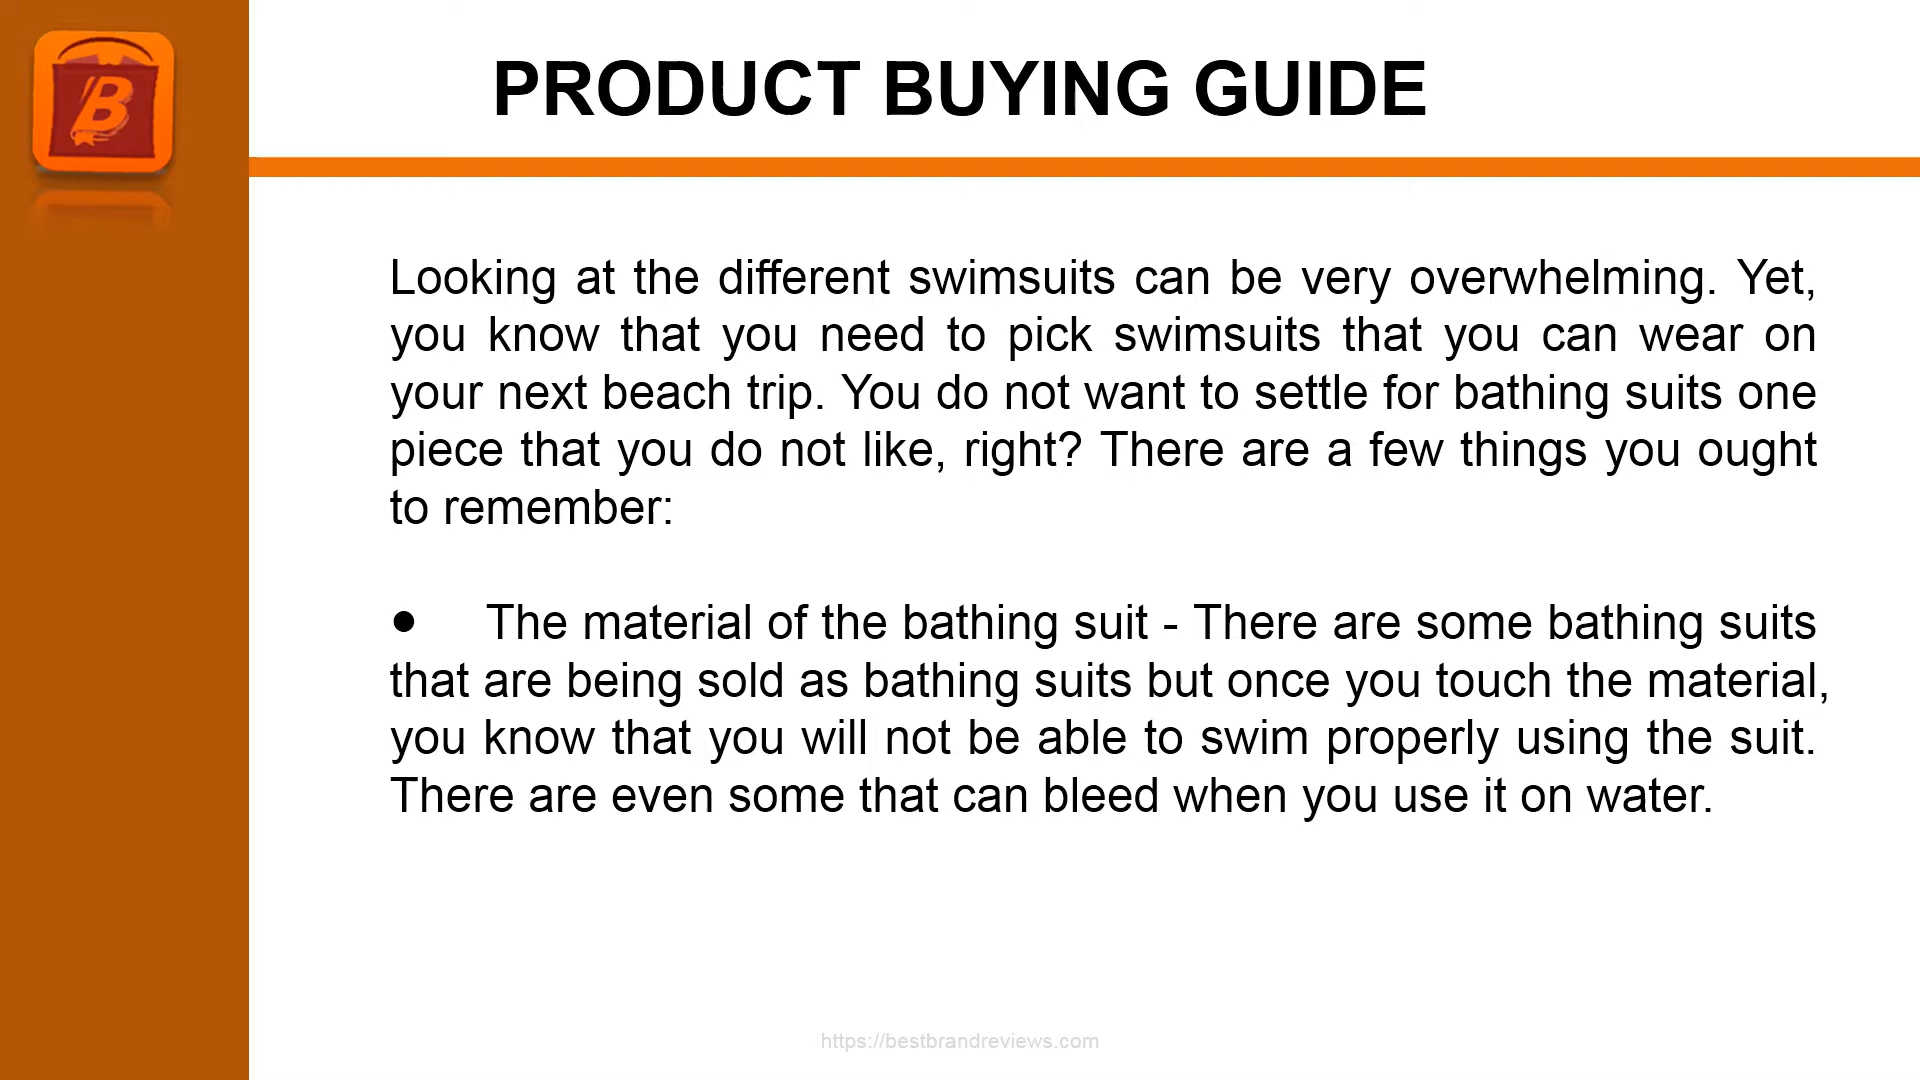 B
PRODUCT BUYING GUIDE
Looking at the different swimsuits can be very overwhelming. Yet,
you know that you need to pick swimsuits that you can wear on
your next beach trip. You do not want to settle for bathing suits one
piece that you do not like, right? There are a few things you ought
to remember:
● The material of the bathing suit - There are some bathing suits
that are being sold as bathing suits but once you touch the material,
you know that you will not be able to swim properly using the suit.
There are even some that can bleed when you use it on water.
https://bestbrandreviews.com